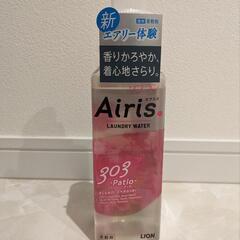 新
エアリー体験
香りかろやか、
着心地さらり。
Airis
LAUNDRY WATER
303
Patio
LION